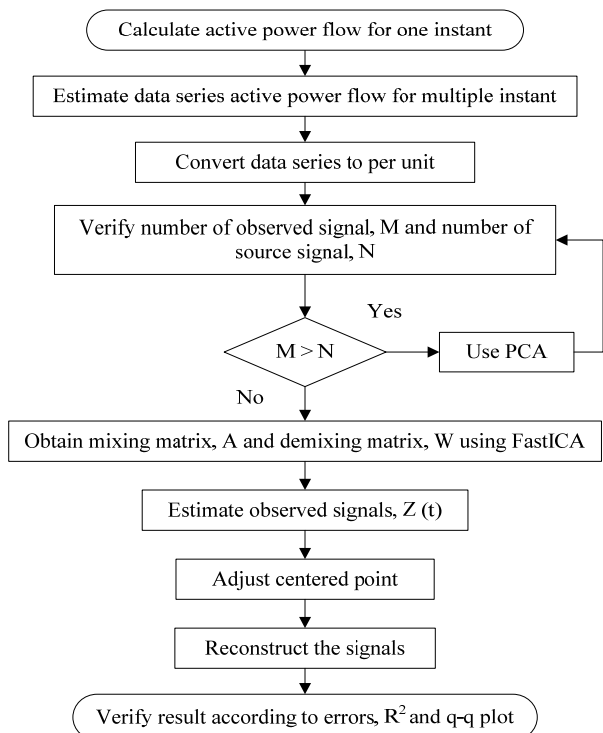 Calculate active power flow for one instant
Estimate data series active power flow for multiple instant
Convert data series to per unit
Verify number of observed signal, M and number of
source signal, N
Yes
M > N
Use PCA
No
Obtain mixing matrix, A and demixing matrix, W using FastICA
Estimate observed signals, Z (t)
Adjust centered point
Reconstruct the signals
Verify result according to errors, R² and q-q plot